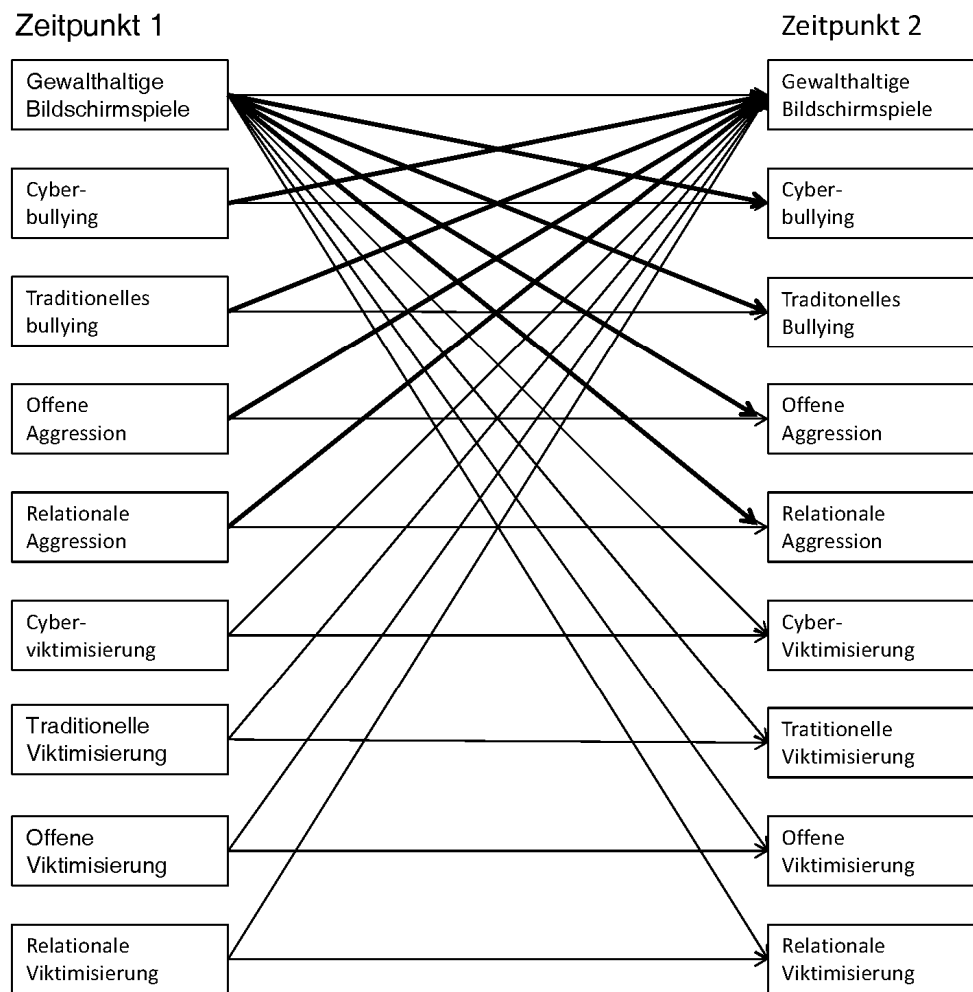 Zeitpunkt 1
Gewalthaltige
Bildschirmspiele
Cyber-
bullying
Traditionelles
bullying
Offene
Aggression
Relationale
Aggression
Cyber-
viktimisierung
Traditionelle
Viktimisierung
Offene
Viktimisierung
Relationale
Viktimisierung
Zeitpunkt 2
Gewalthaltige
Bildschirmspiele
Cyber-
bullying
Traditonelles
Bullying
Offene
Aggression
Relationale
Aggression
Cyber-
Viktimisierung
Tratitionelle
Viktimisierung
Offene
Viktimisierung
Relationale
Viktimisierung